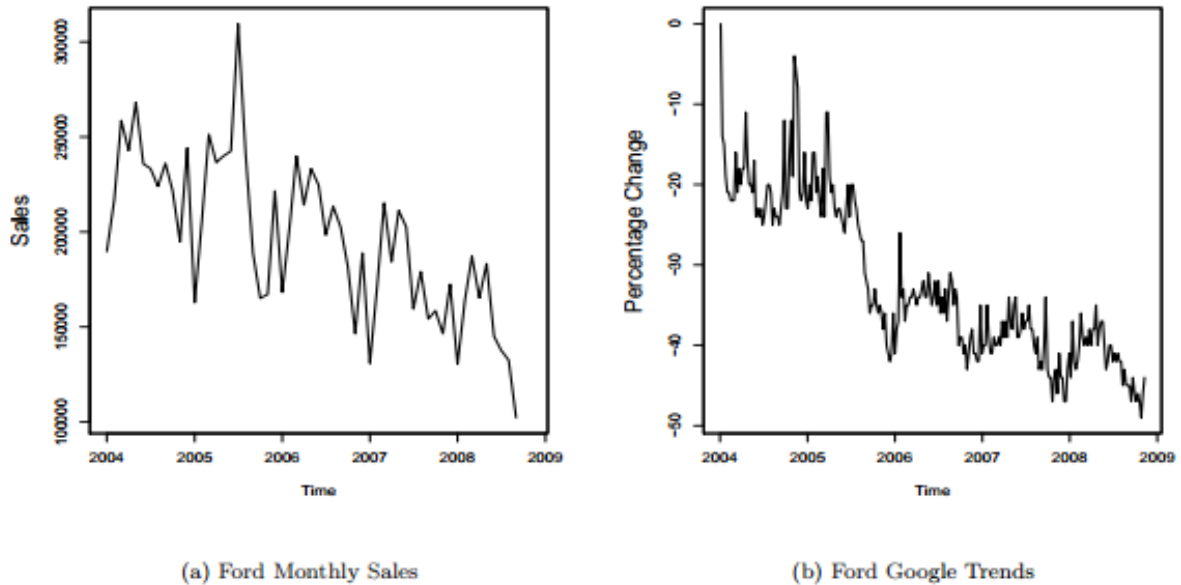 300000
250000
200000
150000
100000
Sales
2004 2005 2006 2007 2008 2009
Time
(a) Ford Monthly Sales
0
-10
-20
-30
-40
-50
Percentage Change
2004 2005 2006 2007 2008 2009
Time
(b) Ford Google Trends